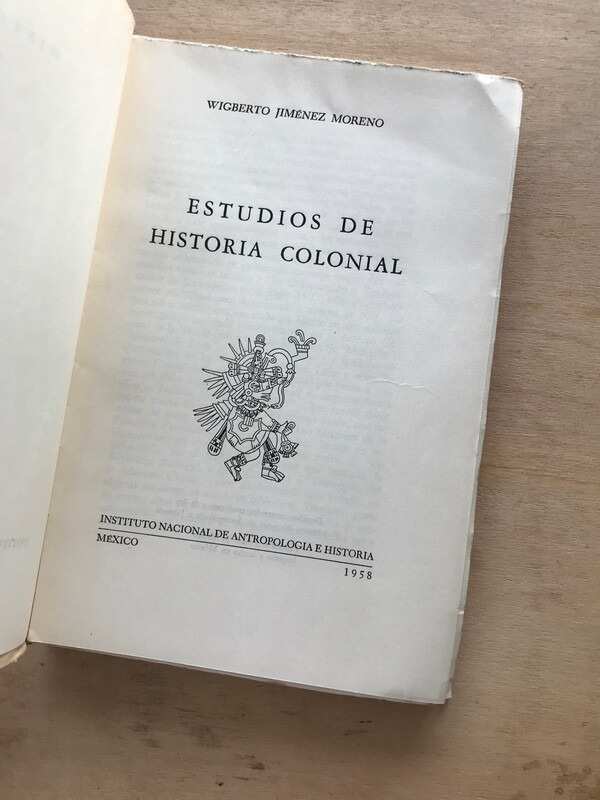 WIGBERTO JIMÉNEZ MORENO
ESTUDIOS DE
HISTORIA COLONIAL
INSTITUTO NACIONAL DE ANTROPOLOGIA E HISTORIA
MEXICO
1958